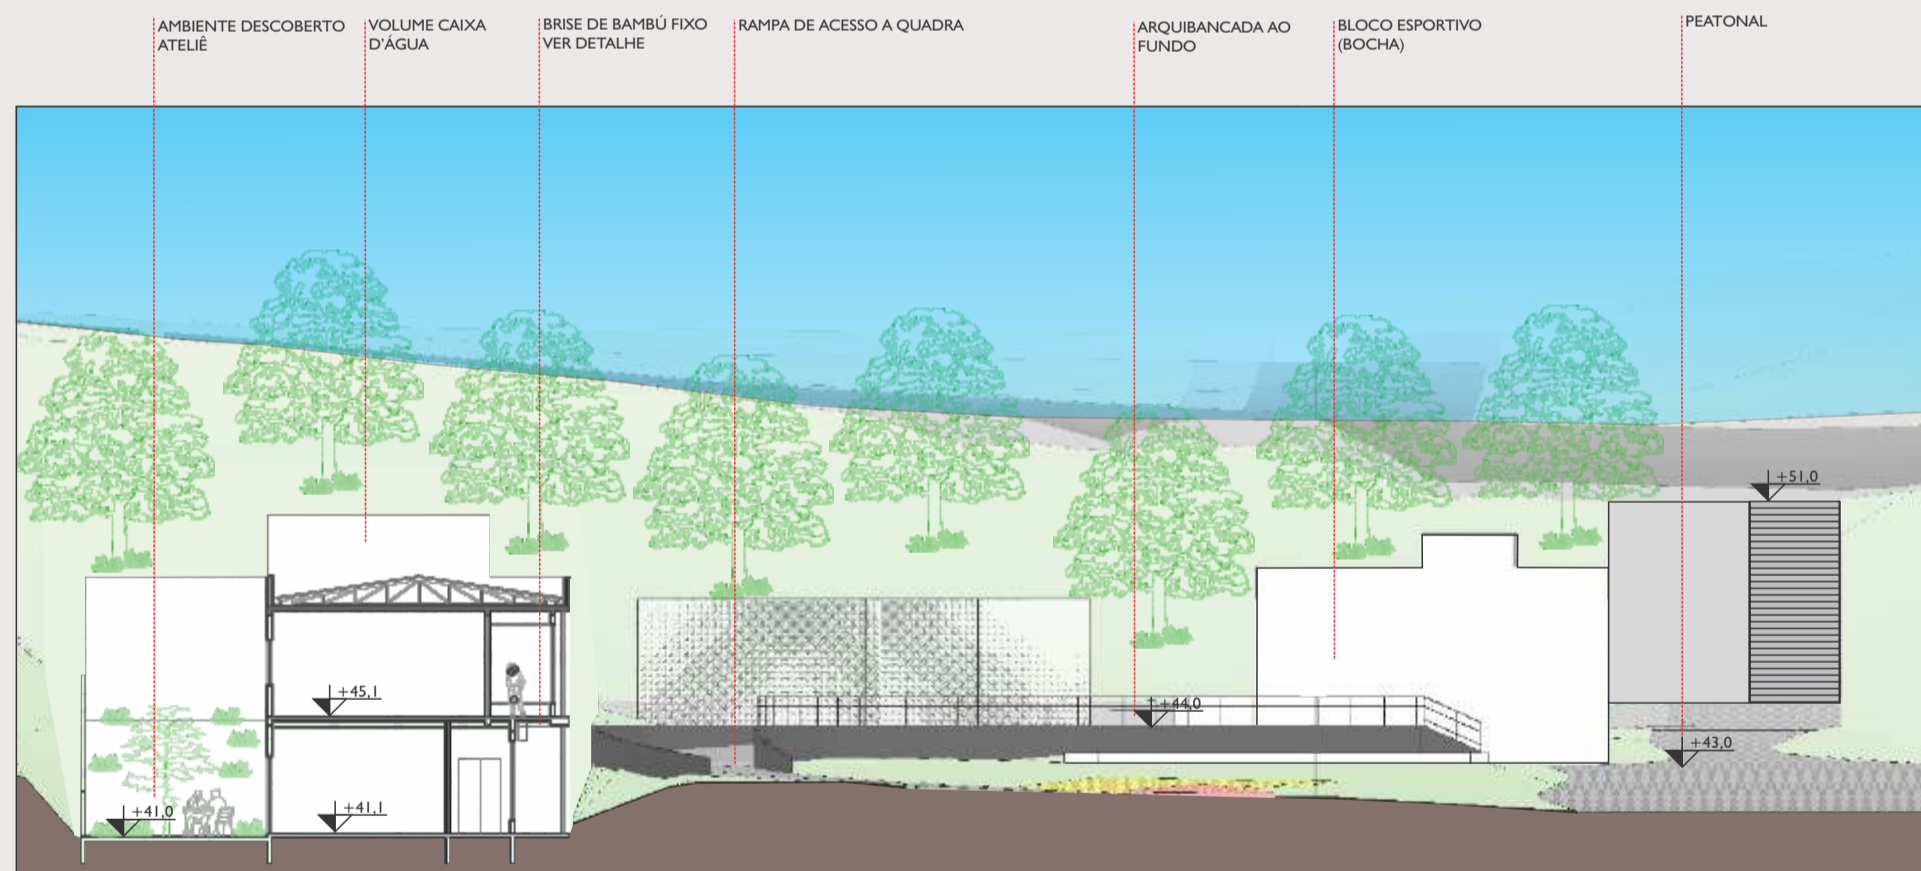 AMBIENTE DESCOBERTO
ATELIÊ
VOLUME CAIXA
D'ÁGUA
BRISE DE BAMBÚ FIXO
VER DETALHE
RAMPA DE ACESSO A QUADRA
ARQUIBANCADA AO
FUNDO
BLOCO ESPORTIVO
(BOCHA)
PEATONAL
+51,0
+45,1
+44,0
+43,0
+41,0
+41,1